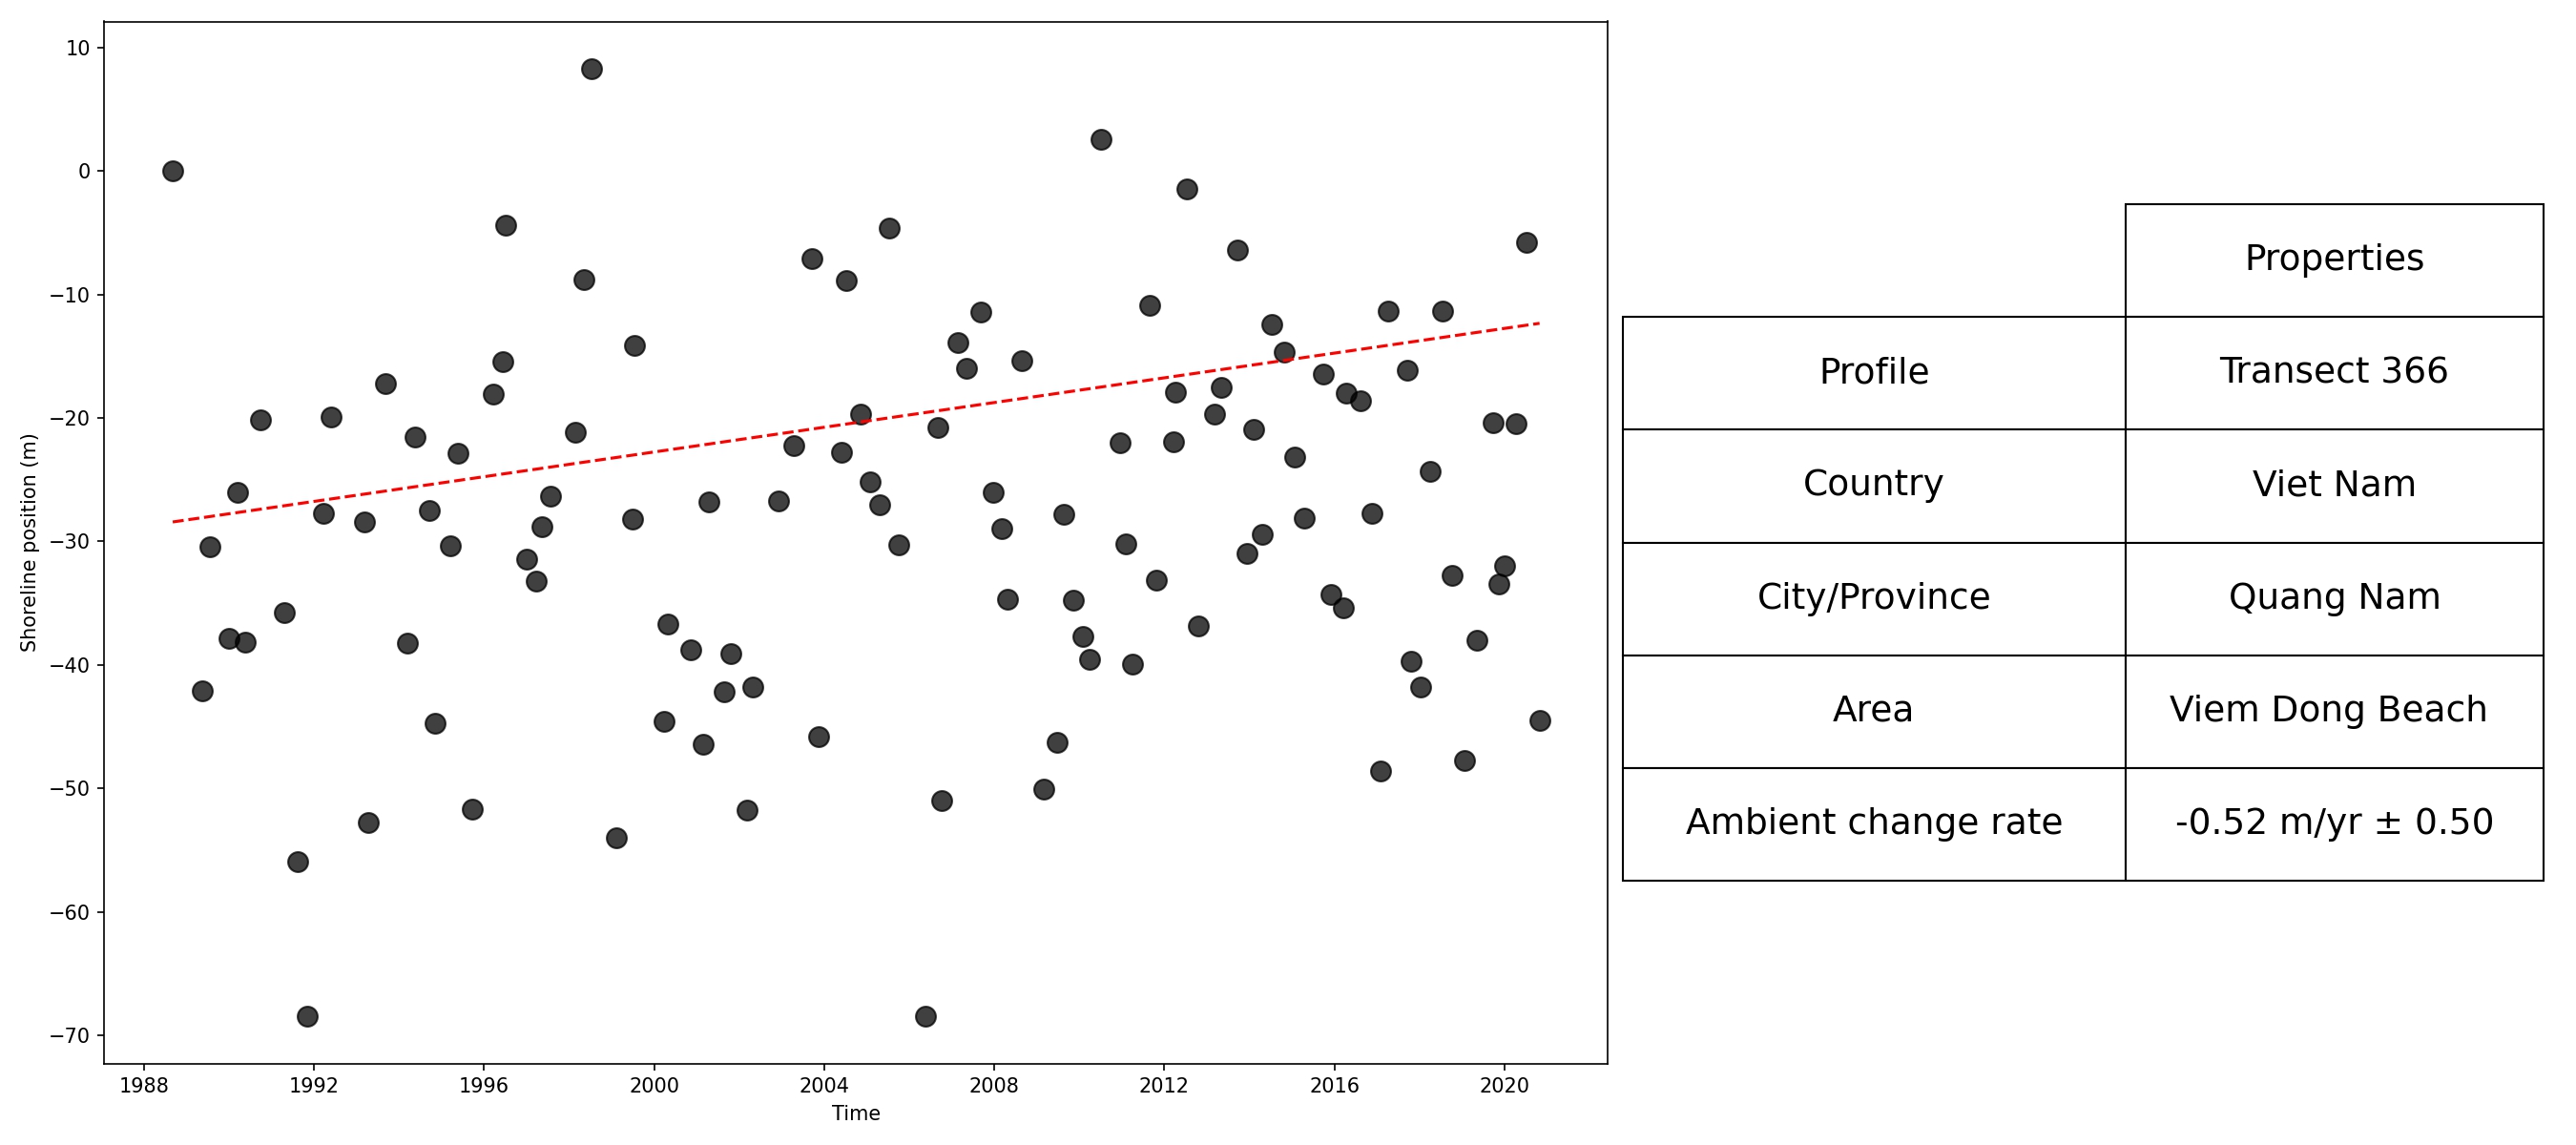 10
0
−10
−20
−30
−40
−50
−60
−70
Shoreline position (m)
1988 1992 1996 2000 2004 2008 2012 2016 2020
Time
Properties
Profile Transect 366
Country Viet Nam
City/Province Quang Nam
Area Viem Dong Beach
Ambient change rate -0.52 m/yr ± 0.50